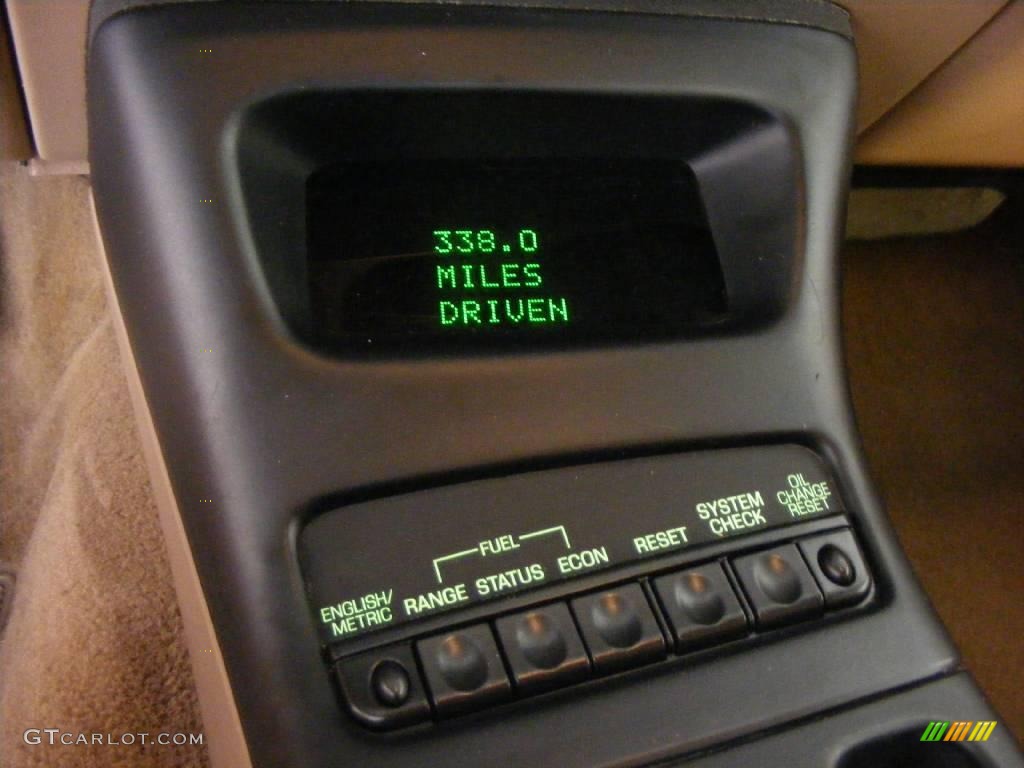 338.0
MILES
DRIVEN
ENGLISH/
METRIC
FUEL
RANGE STATUS ECON
RESET
SYSTEM
CHECK
OIL
CHANGE
RESET
GTCARLOT.COM